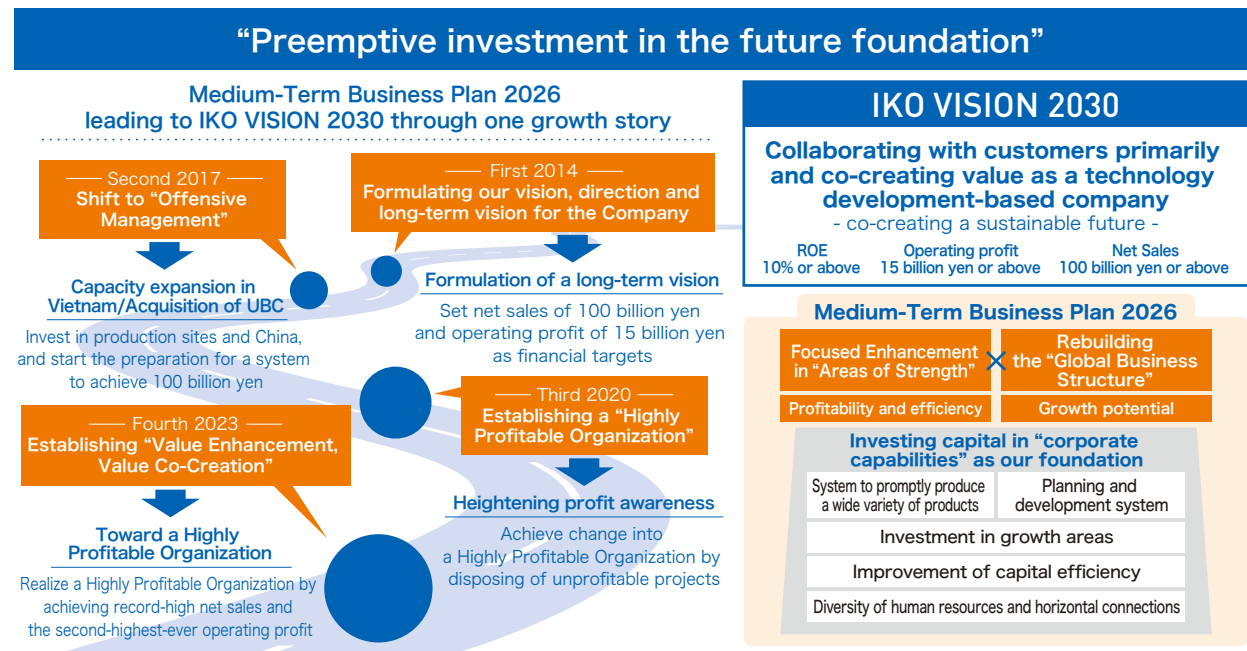 “Preemptive investment in the future foundation”
Medium-Term Business Plan 2026
leading to IKO VISION 2030 through one growth story
Second 2017
Shift to “Offensive
Management”
Capacity expansion in
Vietnam/Acquisition of UBC
Invest in production sites and China,
and start the preparation for a system
to achieve 100 billion yen
First 2014
Formulating our vision, direction and
long-term vision for the Company
Formulation of a long-term vision
Set net sales of 100 billion yen
and operating profit of 15 billion yen
as financial targets
Fourth 2023
Establishing “Value Enhancement,
Value Co-Creation”
Toward a Highly
Profitable Organization
Realize a Highly Profitable Organization by
achieving record-high net sales and
the second-highest-ever operating profit
Third 2020
Establishing a “Highly
Profitable Organization”
Heightening profit awareness
Achieve change into
a Highly Profitable Organization by
disposing of unprofitable projects
IKO VISION 2030
Collaborating with customers primarily
and co-creating value as a technology
development-based company
- co-creating a sustainable future -
ROE
10% or above
Operating profit
15 billion yen or above
Net Sales
100 billion yen or above
Medium-Term Business Plan 2026
Focused Enhancement
in “Areas of Strength”
×
Rebuilding
the “Global Business
Structure”
Profitability and efficiency
Growth potential
Investing capital in “corporate
capabilities” as our foundation
System to promptly produce
a wide variety of products
Planning and
development system
Investment in growth areas
Improvement of capital efficiency
Diversity of human resources and horizontal connections